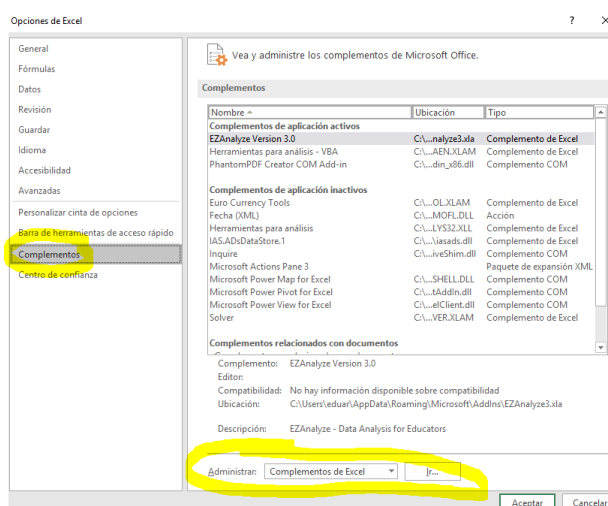 Opciones de Excel ? ×
General
Fórmulas
Datos
Revisión
Guardar
Idioma
Accesibilidad
Avanzadas
Personalizar cinta de opciones
Barra de herramientas de acceso rápido
Complementos
Centro de confianza
Vea y administre los complementos de Microsoft Office.
Complementos
Nombre Ubicación Tipo
Complementos de aplicación activos
EZAnalyze Version 3.0 C:\...nalyze3.xla Complemento de Excel
Herramientas para análisis - VBA C:\...AEN.XLAM Complemento de Excel
PhantomPDF Creator COM Add-in C:\...din_x86.dll Complemento COM
Complementos de aplicación inactivos
Euro Currency Tools C:\...OL.XLAM Complemento de Excel
Fecha (XML) C:\...MOFL.DLL Acción
Herramientas para análisis C:\...LYS32.XLL Complemento de Excel
IAS.ADsDataStore.1 C:\...\iasads.dll Complemento COM
Inquire C:\...iveShim.dll Complemento COM
Microsoft Actions Pane 3 Paquete de expansión XML
Microsoft Power Map for Excel C:\...SHELL.DLL Complemento COM
Microsoft Power Pivot for Excel C:\...tAddIn.dll Complemento COM
Microsoft Power View for Excel C:\...elClient.dll Complemento COM
Solver C:\...VER.XLAM Complemento de Excel
Complementos relacionados con documentos
Complemento: EZAnalyze Version 3.0
Editor:
Compatibilidad: No hay información disponible sobre compatibilidad
Ubicación: C:\Users\eduar\AppData\Roaming\Microsoft\AddIns\EZAnalyze3.xla
Descripción: EZAnalyze - Data Analysis for Educators
Administrar: Complementos de Excel Ir...
Aceptar Cancelar